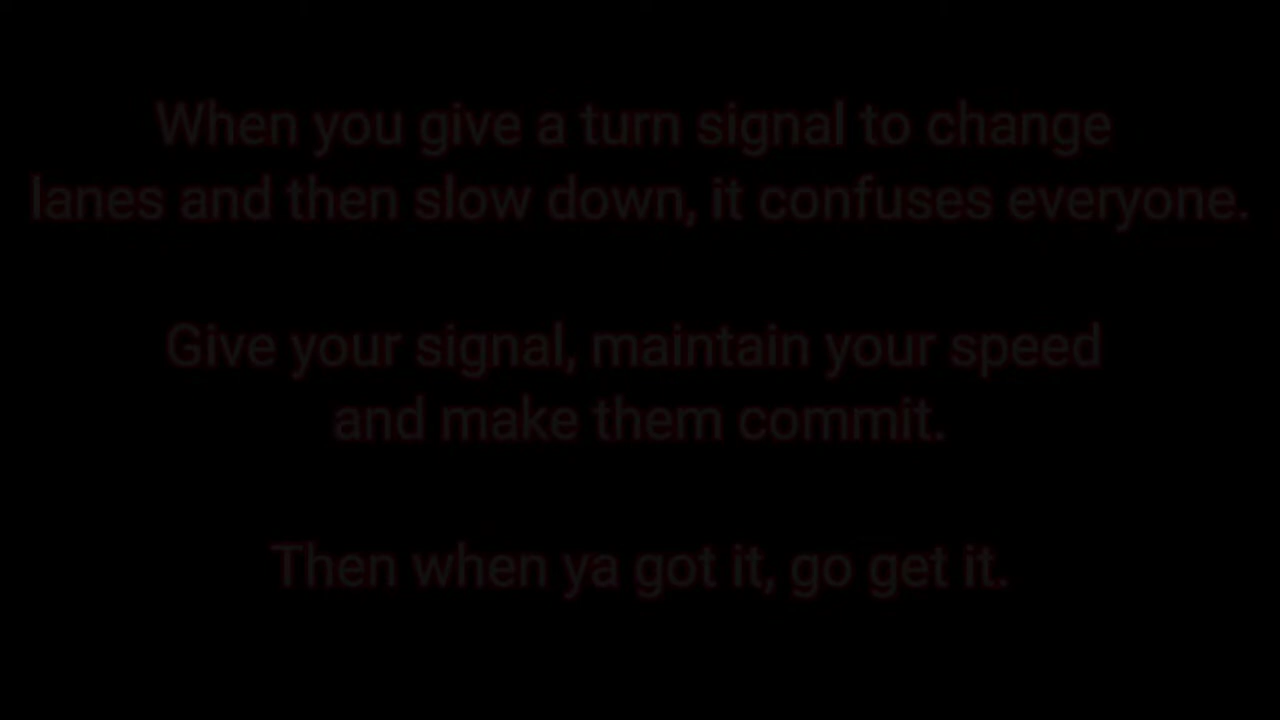 When you give a turn signal to change
lanes and then slow down, it confuses everyone.
Give your signal, maintain your speed
and make them commit.
Then when ya got it, go get it.